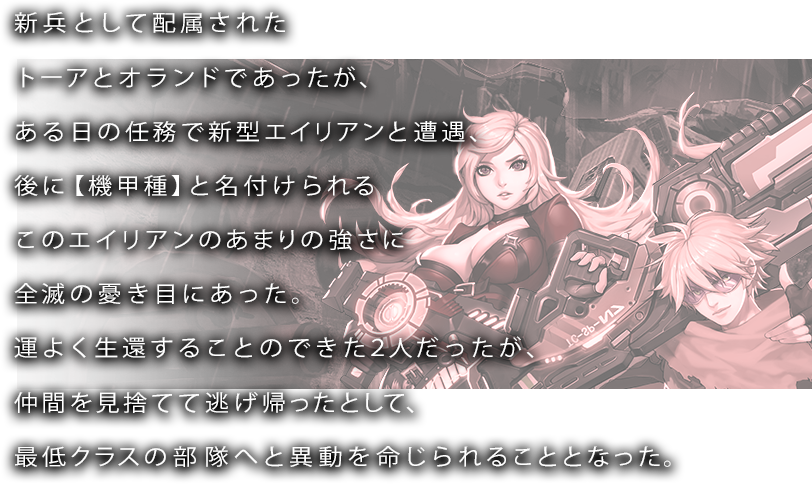 新兵として配属された
トーアとオランドであったが、
ある日の任務で新型エイリアンと遭遇、
後に【機甲種】と名付けられる
このエイリアンのあまりの強さに
全滅の憂き目にあった。
運よく生還することのできた2人だったが、
仲間を見捨てて逃げ帰ったとして、
最低クラスの部隊へと異動を命じられることとなった。